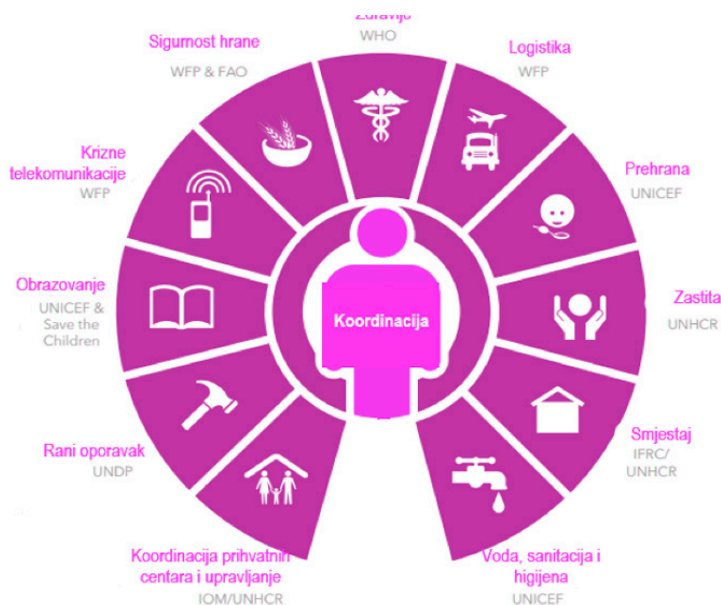 Zdravlje
WHO
Sigurnost hrane
WFP & FAO
Logistika
WFP
Krizne
telekomunikacije
WFP
Prehrana
UNICEF
Obrazovanje
UNICEF &
Save the
Children
Koordinacija
Zastita
UNHCR
Rani oporavak
UNDP
Smjestaj
IFRC/
UNHCR
Koordinacija prihvatnih
centara i upravljanje
IOM/UNHCR
Voda, sanitacija i
higijena
UNICEF